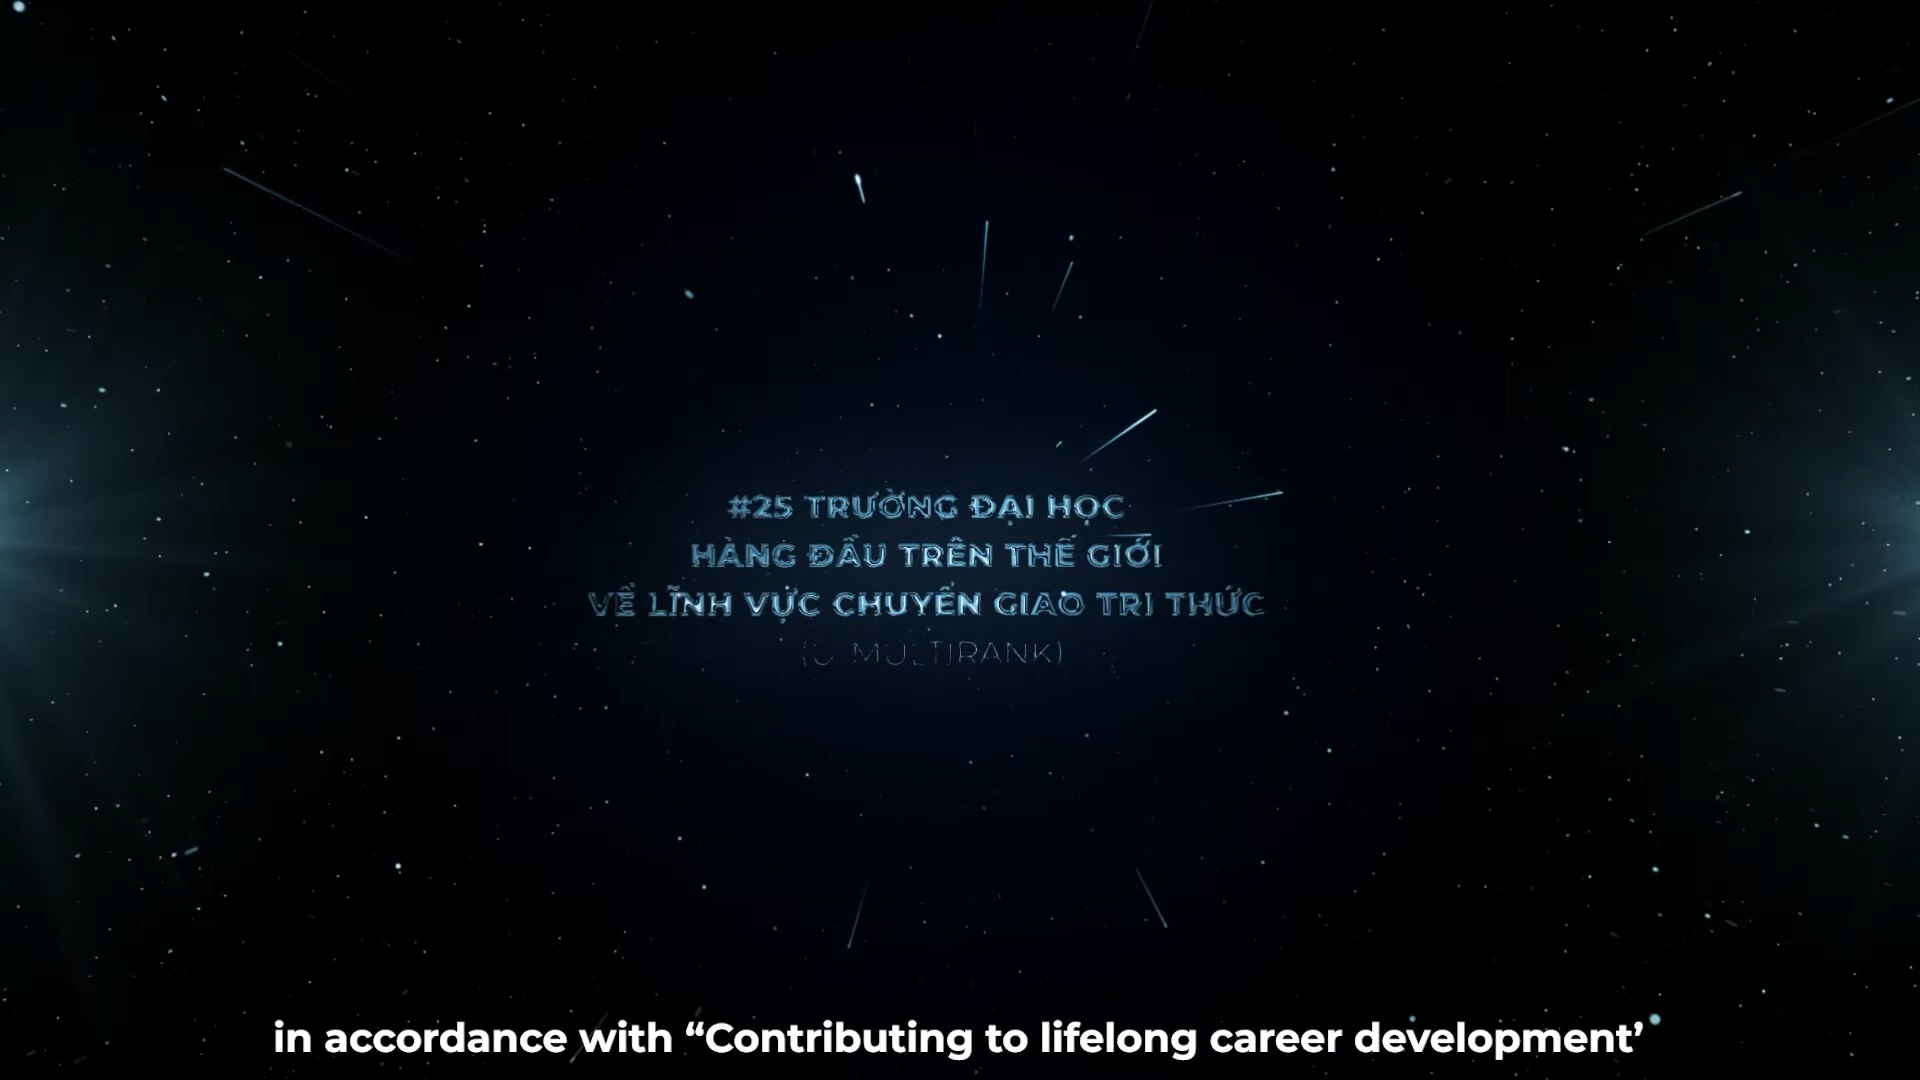 #25 TRƯỜNG ĐẠI HỌC
HÀNG ĐẦU TRÊN THẾ GIỚI
VỀ LĨNH VỰC CHUYỂN GIAO TRI THỨC
(U-MULTIRANK)
in accordance with “Contributing to lifelong career development’